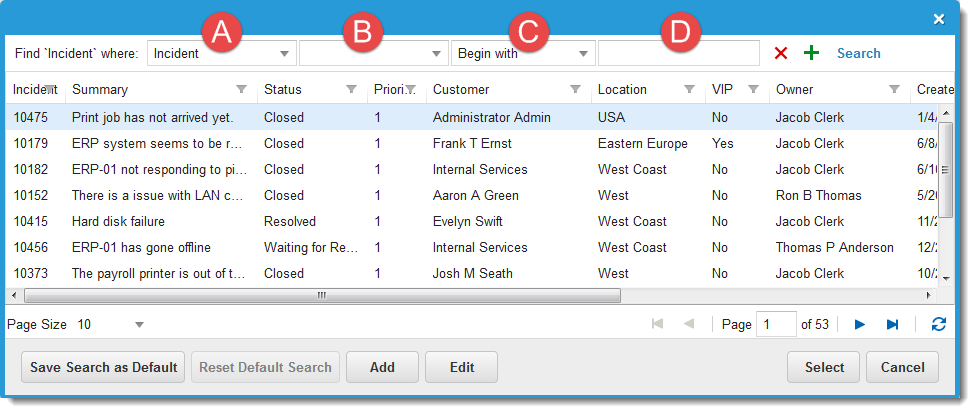 A B C D
Find `Incident` where: Incident Begin with Search
Incident Summary Status Priori... Customer Location VIP Owner Create
10475 Print job has not arrived yet. Closed 1 Administrator Admin USA No Jacob Clerk 1/4/
10179 ERP system seems to be r... Closed 1 Frank T Ernst Eastern Europe Yes Jacob Clerk 6/8/
10182 ERP-01 not responding to pi... Closed 1 Internal Services West Coast No Jacob Clerk 6/10
10152 There is a issue with LAN c... Closed 1 Aaron A Green West No Ron B Thomas 5/20
10415 Hard disk failure Resolved 1 Evelyn Swift West Coast No Jacob Clerk 11/2
10456 ERP-01 has gone offline Waiting for Re... 1 Internal Services West Coast No Thomas P Anderson 12/2
10373 The payroll printer is out of t... Closed 1 Josh M Seath West No Jacob Clerk 10/2
Page Size 10 Page 1 of 53
Save Search as Default Reset Default Search Add Edit Select Cancel